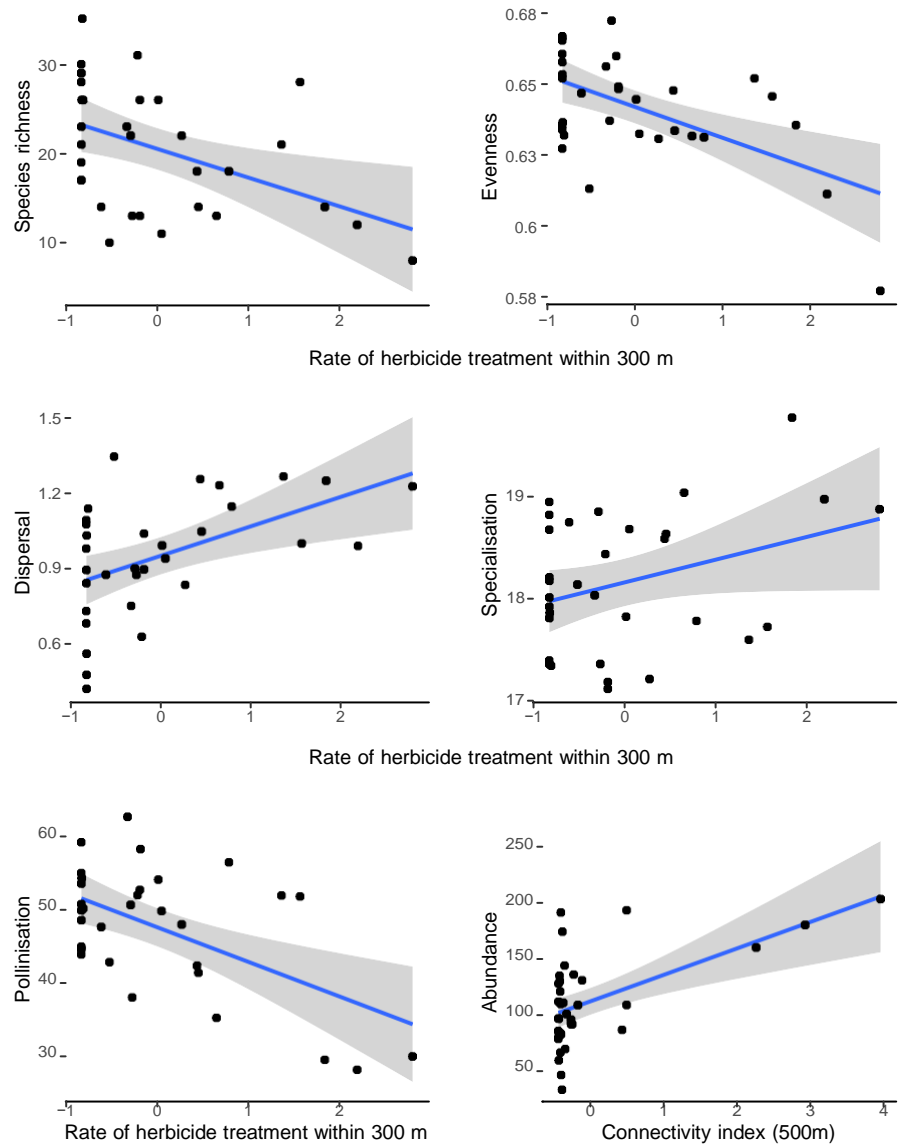 Species richness
30
20
10
−1 0 1 2
Evenness
0.68
0.65
0.63
0.6
0.58
−1 0 1 2
Rate of herbicide treatment within 300 m
Dispersal
1.5
1.2
0.9
0.6
−1 0 1 2
Specialisation
19
18
17
−1 0 1 2
Rate of herbicide treatment within 300 m
Pollinisation
60
50
40
30
−1 0 1 2
Rate of herbicide treatment within 300 m
Abundance
250
200
150
100
50
0 1 2 3 4
Connectivity index (500m)